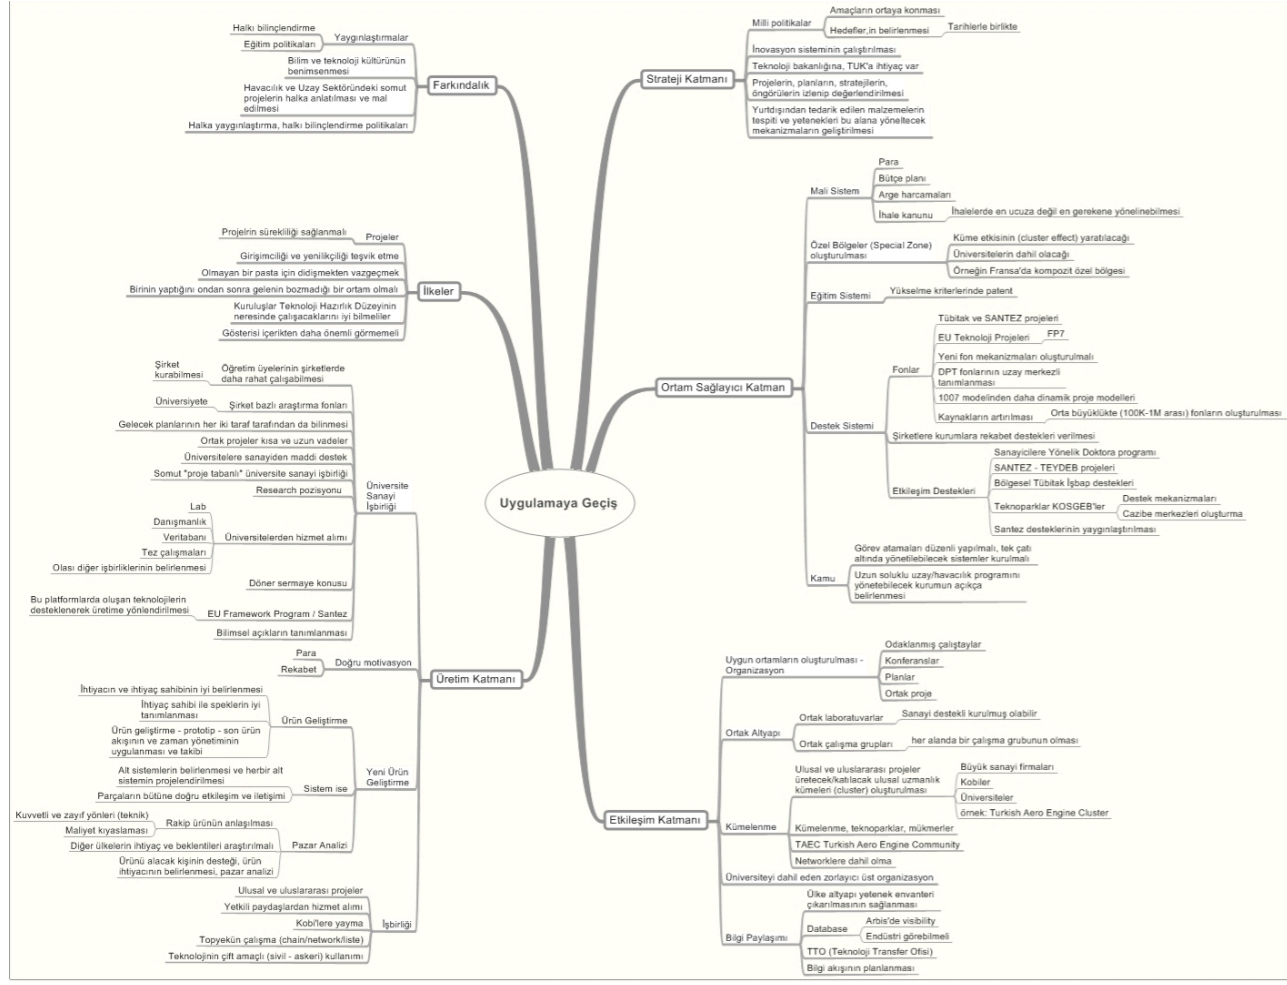 Uygulamaya Geçiş
Farkındalık
Yaygınlaştırmalar
Halkı bilinçlendirme
Eğitim politikaları
Bilim ve teknoloji kültürünün
benimsenmesi
Havacılık ve Uzay Sektöründeki somut
projelerin halka anlatılması ve mal
edilmesi
Halka yaygınlaştırma, halkı bilinçlendirme politikaları
İlkeler
Projeler
Projelrin sürekliliği sağlanmalı
Girişimciliği ve yenilikçiliği teşvik etme
Olmayan bir pasta için didişmekten vazgeçmek
Birinin yaptığını ondan sonra gelenin bozmadığı bir ortam olmalı
Kuruluşlar Teknoloji Hazırlık Düzeyinin
neresinde çalışacaklarını iyi bilmeliler
Gösterisi içerikten daha önemli görmemeli
Üretim Katmanı
Üniversite
Sanayi
İşbirliği
Öğretim üyelerinin şirketlerde
daha rahat çalışabilmesi
Şirket
kurabilmesi
Şirket bazlı araştırma fonları
Üniversiyete
Gelecek planlarının her iki taraf tarafından da bilinmesi
Ortak projeler kısa ve uzun vadeler
Üniversitelere sanayiden maddi destek
Somut "proje tabanlı" üniversite sanayi işbirliği
Research pozisyonu
Üniversitelerden hizmet alımı
Lab
Danışmanlık
Veritabanı
Tez çalışmaları
Olası diğer işbirliklerinin belirlenmesi
Döner sermaye konusu
EU Framework Program / Santez
Bu platformlarda oluşan teknolojilerin
desteklenerek üretime yönlendirilmesi
Bilimsel açıkların tanımlanması
Doğru motivasyon
Para
Rekabet
Yeni Ürün
Geliştirme
Ürün Geliştirme
İhtiyacın ve ihtiyaç sahibinin iyi belirlenmesi
İhtiyaç sahibi ile speklerin iyi
tanımlanması
Ürün geliştirme - prototip - son ürün
akışının ve zaman yönetiminin
uygulanması ve takibi
Sistem ise
Alt sistemlerin belirlenmesi ve herbir alt
sistemin projelendirilmesi
Parçaların bütüne doğru etkileşim ve iletişimi
Pazar Analizi
Rakip ürünün anlaşılması
Kuvvetli ve zayıf yönleri (teknik)
Maliyet kıyaslaması
Diğer ülkelerin ihtiyaç ve beklentileri araştırılmalı
Ürünü alacak kişinin desteği, ürün
ihtiyacının belirlenmesi, pazar analizi
İşbirliği
Ulusal ve uluslararası projeler
Yetkili paydaşlardan hizmet alımı
Kobi'lere yayma
Topyekün çalışma (chain/network/liste)
Teknolojinin çift amaçlı (sivil - askeri) kullanımı
Strateji Katmanı
Milli politikalar
Amaçların ortaya konması
Hedefler,in belirlenmesi
Tarihlerle birlikte
İnovasyon sisteminin çalıştırılması
Teknoloji bakanlığına, TUK'a ihtiyaç var
Projelerin, planların, stratejilerin,
öngörülerin izlenip değerlendirilmesi
Yurtdışından tedarik edilen malzemelerin
tespiti ve yetenekleri bu alana yöneltecek
mekanizmaların geliştirilmesi
Ortam Sağlayıcı Katman
Mali Sistem
Para
Bütçe planı
Arge harcamaları
İhale kanunu
İhalelerde en ucuza değil en gerekene yönelinebilmesi
Özel Bölgeler (Special Zone)
oluşturulması
Küme etkisinin (cluster effect) yaratılacağı
Üniversitelerin dahil olacağı
Örneğin Fransa'da kompozit özel bölgesi
Eğitim Sistemi
Yükselme kriterlerinde patent
Destek Sistemi
Fonlar
Tübitak ve SANTEZ projeleri
EU Teknoloji Projeleri
FP7
Yeni fon mekanizmaları oluşturulmalı
DPT fonlarının uzay merkezli
tanımlanması
1007 modelinden daha dinamik proje modelleri
Kaynakların artırılması
Orta büyüklükte (100K-1M arası) fonların oluşturulması
Şirketlere kurumlara rekabet destekleri verilmesi
Etkileşim Destekleri
Sanayicilere Yönelik Doktora programı
SANTEZ - TEYDEB projeleri
Bölgesel Tübitak İşbap destekleri
Teknoparklar KOSGEB'ler
Destek mekanizmaları
Cazibe merkezleri oluşturma
Santez desteklerinin yaygınlaştırılması
Kamu
Görev atamaları düzenli yapılmalı, tek çatı
altında yönetilebilecek sistemler kurulmalı
Uzun soluklu uzay/havacılık programını
yönetebilecek kurumun açıkça
belirlenmesi
Etkileşim Katmanı
Uygun ortamların oluşturulması -
Organizasyon
Odaklanmış çalıştaylar
Konferanslar
Planlar
Ortak proje
Ortak Altyapı
Ortak laboratuvarlar
Sanayi destekli kurulmuş olabilir
Ortak çalışma grupları
her alanda bir çalışma grubunun olması
Kümelenme
Ulusal ve uluslararası projeler
üretecek/katılacak ulusal uzmanlık
kümeleri (cluster) oluşturulması
Büyük sanayi firmaları
Kobiler
Üniversiteler
örnek: Turkish Aero Engine Cluster
Kümelenme, teknoparklar, mükmerler
TAEC Turkish Aero Engine Community
Networklere dahil olma
Üniversiteyi dahil eden zorlayıcı üst organizasyon
Bilgi Paylaşımı
Ülke altyapı yetenek envanteri
çıkarılmasının sağlanması
Database
Arbis'de visibility
Endüstri görebilmeli
TTO (Teknoloji Transfer Ofisi)
Bilgi akışının planlanması